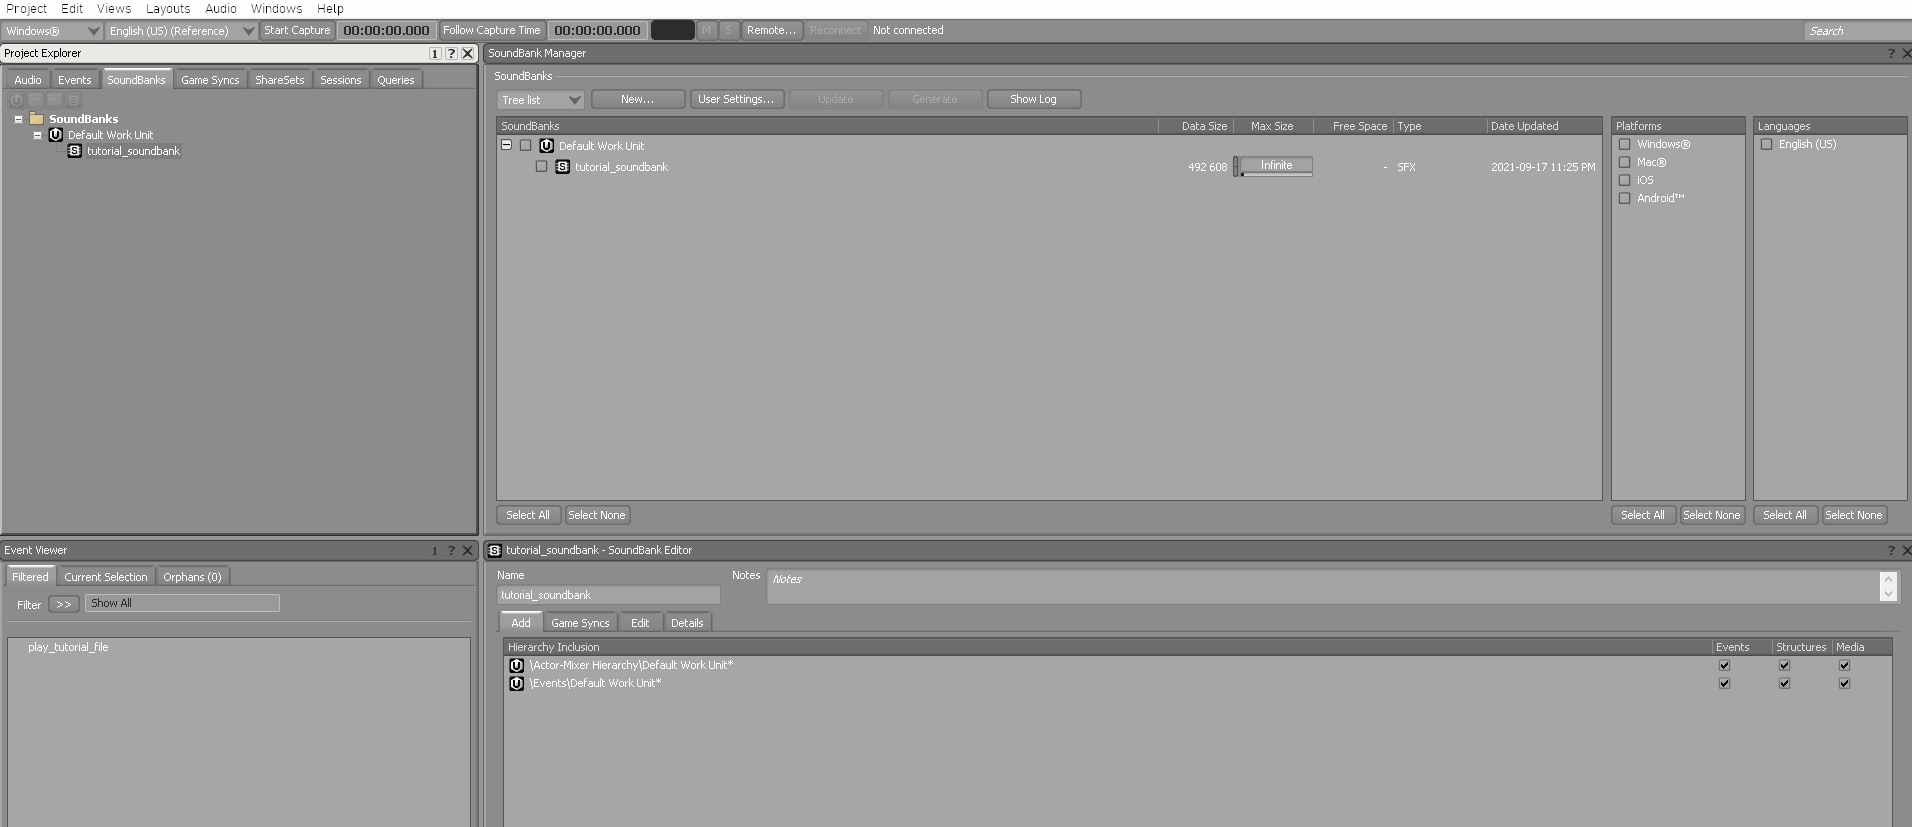 Project Edit Views Layouts Audio Windows Help
Windows® English (US) (Reference) Start Capture 00:00:00.000 Follow Capture Time 00:00:00.000 M S Remote... Reconnect Not connected Search
Project Explorer 1 ? X
Audio Events SoundBanks Game Syncs ShareSets Sessions Queries
SoundBanks
Default Work Unit
tutorial_soundbank
SoundBank Manager ? X
SoundBanks
Tree list New... User Settings... Update Generate Show Log
SoundBanks Data Size Max Size Free Space Type Date Updated
Default Work Unit
tutorial_soundbank 492 608 Infinite - SFX 2021-09-17 11:25 PM
Select All Select None
Platforms
Windows®
Mac®
iOS
Android™
Select All Select None
Languages
English (US)
Select All Select None
Event Viewer 1 ? X
Filtered Current Selection Orphans (0)
Filter >> Show All
play_tutorial_file
tutorial_soundbank - SoundBank Editor ? X
Name Notes Notes
tutorial_soundbank
Add Game Syncs Edit Details
Hierarchy Inclusion Events Structures Media
\Actor-Mixer Hierarchy\Default Work Unit*
\Events\Default Work Unit*